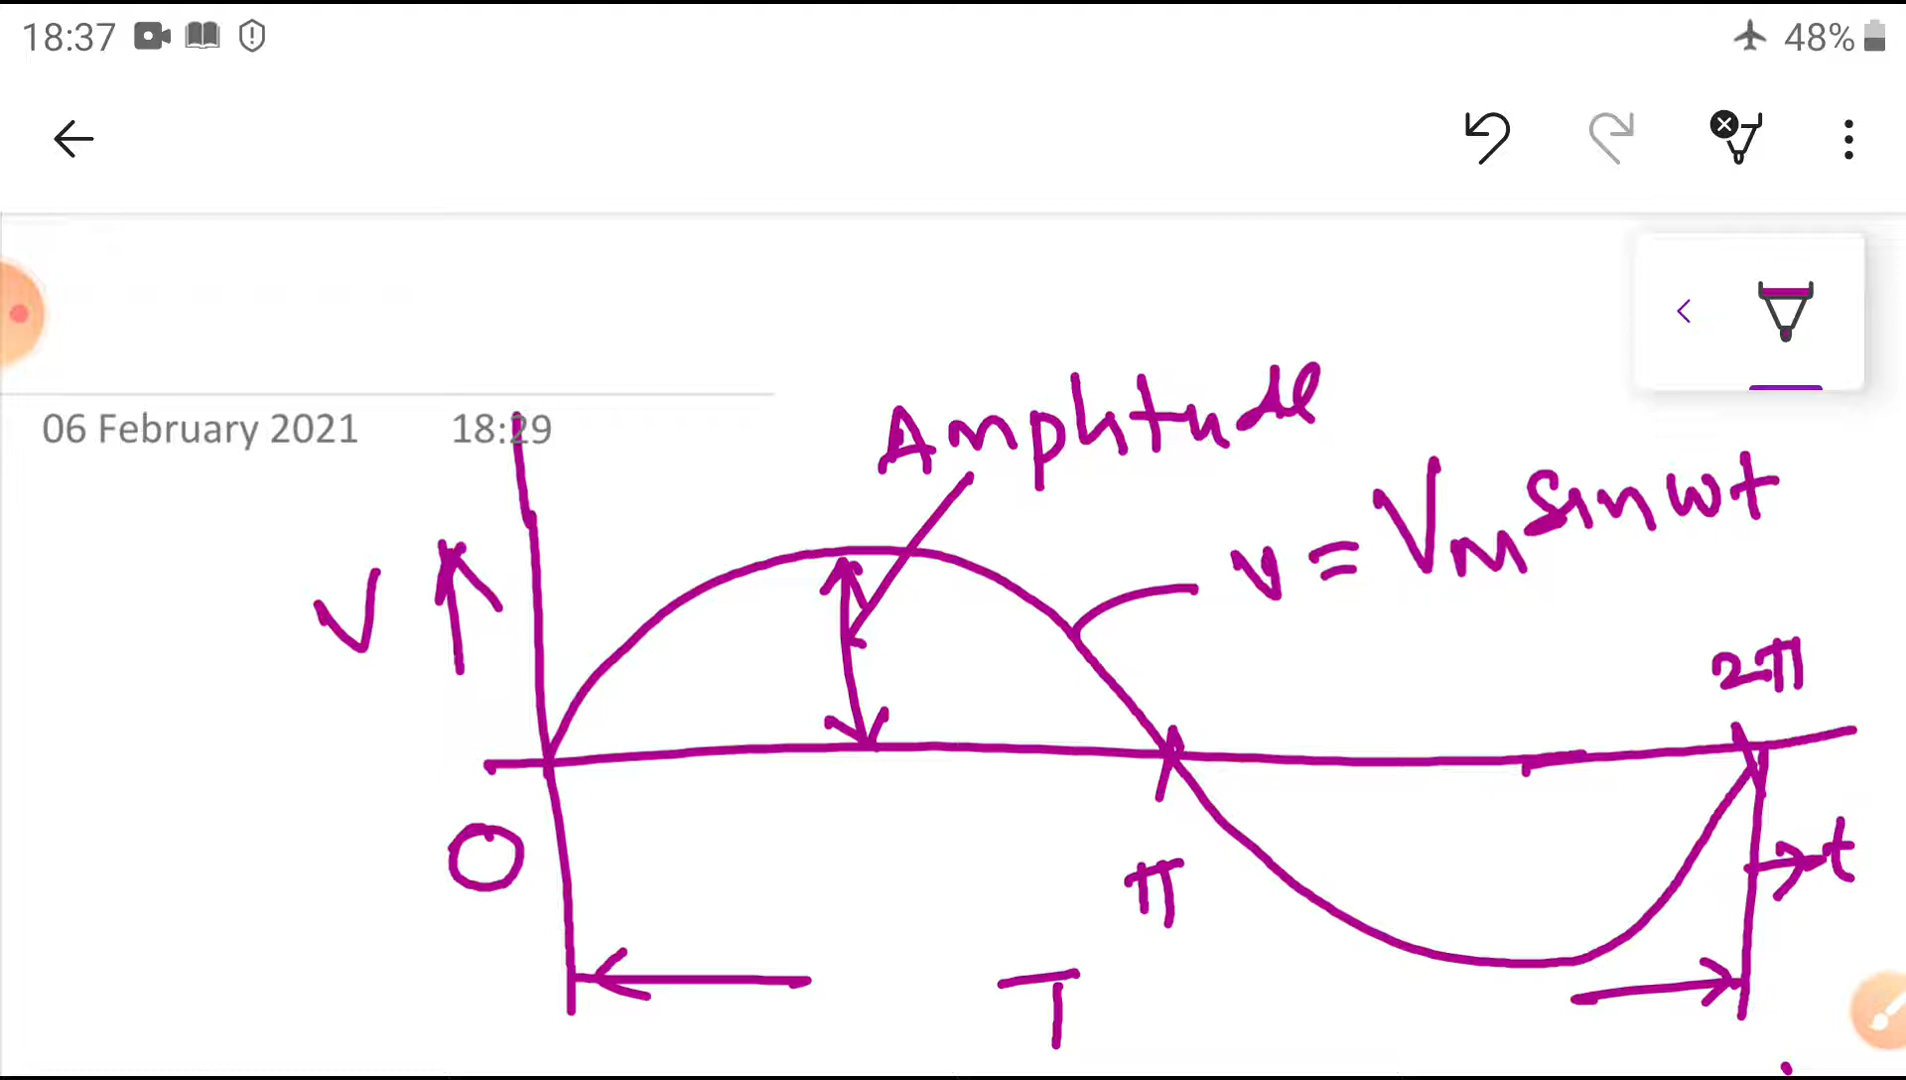 18:37
48%
06 February 2021 18:29
Amplitude
v = VM sin wt
V
2π
O
π
t
T